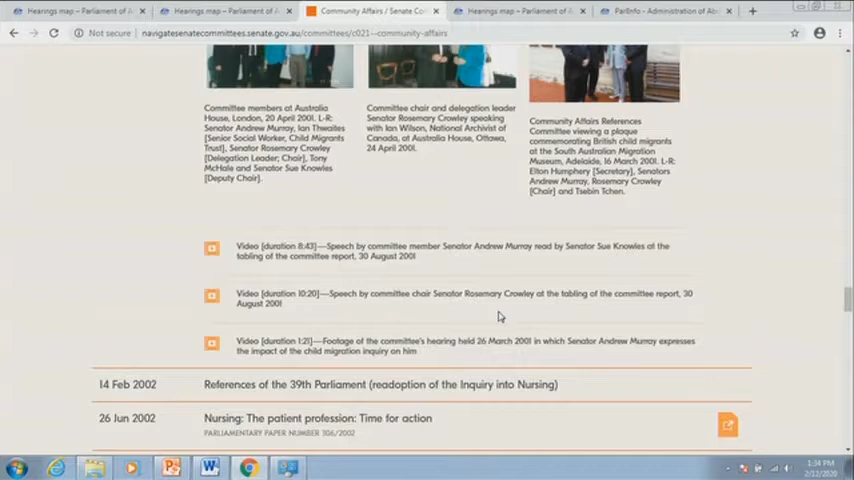 Hearings map – Parliament of A
Hearings map – Parliament of A
Community Affairs / Senate Co
Hearings map – Parliament of A
ParlInfo - Administration of Ab
Not secure | navigatesenatecommittees.senate.gov.au/committees/c021--community-affairs
Committee members at Australia
House, London, 20 April 2001. L-R:
Senator Andrew Murray, Ian Thwaites
[Senior Social Worker, Child Migrants
Trust], Senator Rosemary Crowley
[Delegation Leader; Chair], Tony
McHale and Senator Sue Knowles
[Deputy Chair].
Committee chair and delegation leader
Senator Rosemary Crowley speaking
with Ian Wilson, National Archivist of
Canada, at Australia House, Ottawa,
24 April 2001.
Community Affairs References
Committee viewing a plaque
commemorating British child migrants
at the South Australian Migration
Museum, Adelaide, 16 March 2001. L-R:
Elton Humphery [Secretary], Senators
Andrew Murray, Rosemary Crowley
[Chair] and Tsebin Tchen.
Video [duration 8:43]—Speech by committee member Senator Andrew Murray read by Senator Sue Knowles at the
tabling of the committee report, 30 August 2001
Video [duration 10:20]—Speech by committee chair Senator Rosemary Crowley at the tabling of the committee report, 30
August 2001
Video [duration 1:21]—Footage of the committee's hearing held 26 March 2001 in which Senator Andrew Murray expresses
the impact of the child migration inquiry on him
14 Feb 2002 References of the 39th Parliament (readoption of the Inquiry into Nursing)
26 Jun 2002 Nursing: The patient profession: Time for action
PARLIAMENTARY PAPER NUMBER 306/2002
1:34 PM
2/12/2020